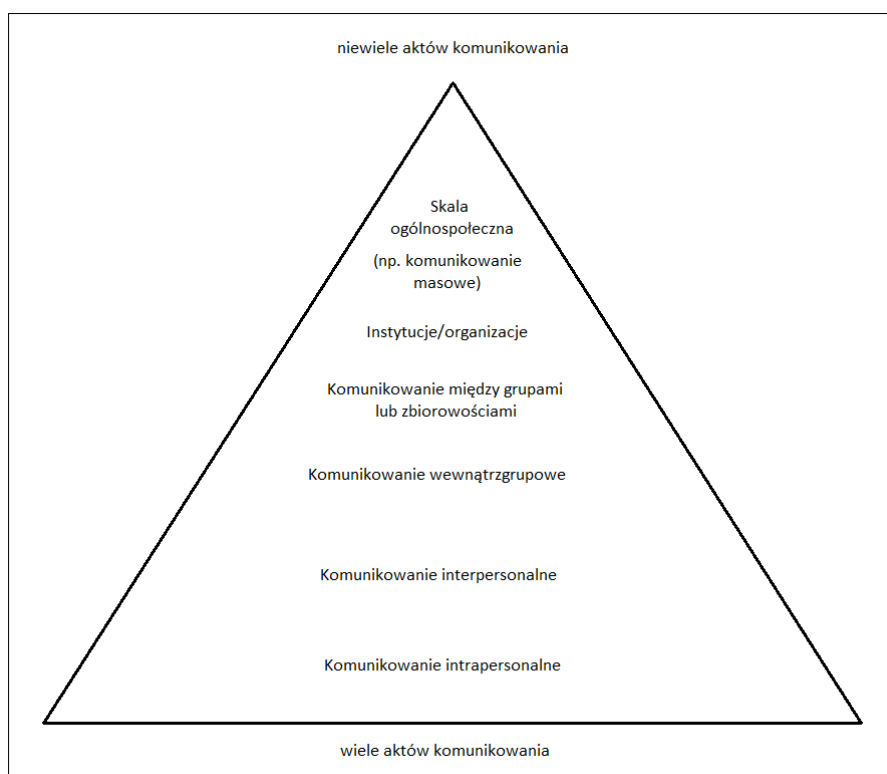 niewiele aktów komunikowania
Skala
ogólnospołeczna
(np. komunikowanie
masowe)
Instytucje/organizacje
Komunikowanie między grupami
lub zbiorowościami
Komunikowanie wewnątrzgrupowe
Komunikowanie interpersonalne
Komunikowanie intrapersonalne
wiele aktów komunikowania